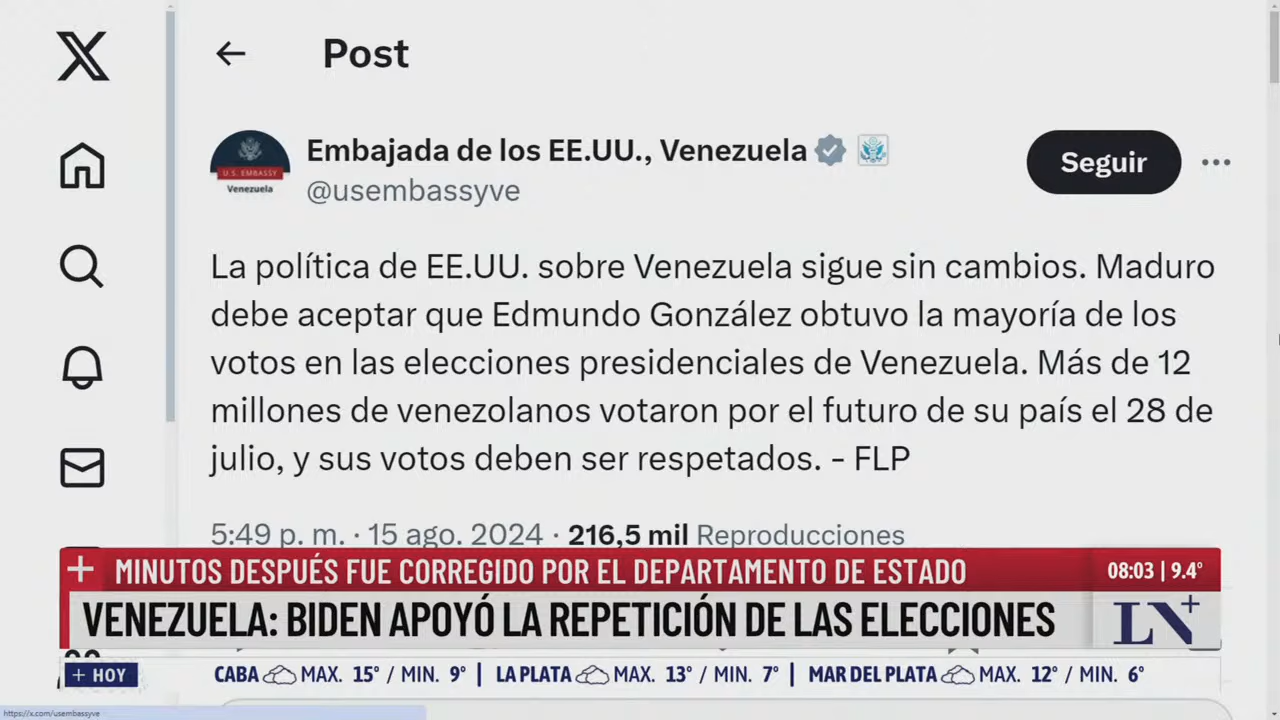 Post
Embajada de los EE.UU., Venezuela
Seguir
@usembassyve
U.S. EMBASSY
Venezuela
La política de EE.UU. sobre Venezuela sigue sin cambios. Maduro
debe aceptar que Edmundo González obtuvo la mayoría de los
votos en las elecciones presidenciales de Venezuela. Más de 12
millones de venezolanos votaron por el futuro de su país el 28 de
julio, y sus votos deben ser respetados. - FLP
5:49 p. m. · 15 ago. 2024 · 216,5 mil Reproducciones
+ MINUTOS DESPUÉS FUE CORREGIDO POR EL DEPARTAMENTO DE ESTADO
08:03 | 9.4°
VENEZUELA: BIDEN APOYÓ LA REPETICIÓN DE LAS ELECCIONES
LN+
+ HOY
CABA MAX. 15° / MIN. 9° | LA PLATA MAX. 13° / MIN. 7° | MAR DEL PLATA MAX. 12° / MIN. 6°
https://x.com/usembassyve